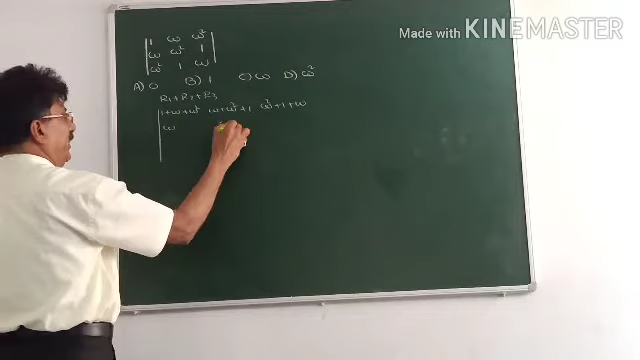 Made with KINEMASTER
| 1 ω ω² |
| ω ω² 1 |
| ω² 1 ω |
A) 0 B) 1 C) ω D) ω²
R₁+R₂+R₃
| 1+ω+ω² ω+ω²+1 ω²+1+ω
| ω